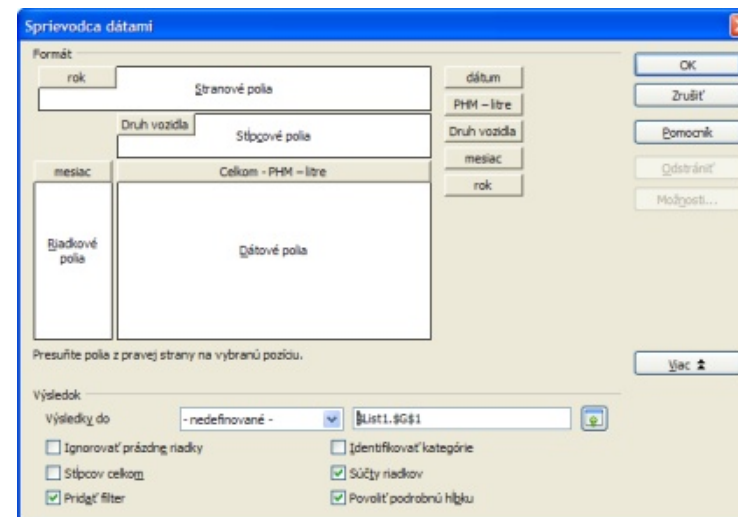 Sprievodca dátami
Formát
rok
Stranové polia
Druh vozidla
Stĺpcové polia
mesiac
Celkom - PHM – litre
Riadkové
polia
Dátové polia
dátum
PHM – litre
Druh vozidla
mesiac
rok
OK
Zrušiť
Pomocník
Odstrániť
Možnosti...
Presuňte polia z pravej strany na vybranú pozíciu.
Viac
Výsledok
Výsledky do
- nedefinované -
$List1.$G$1
Ignorovať prázdne riadky
Identifikovať kategórie
Stĺpcov celkom
Súčty riadkov
Pridať filter
Povoliť podrobnú hĺbku